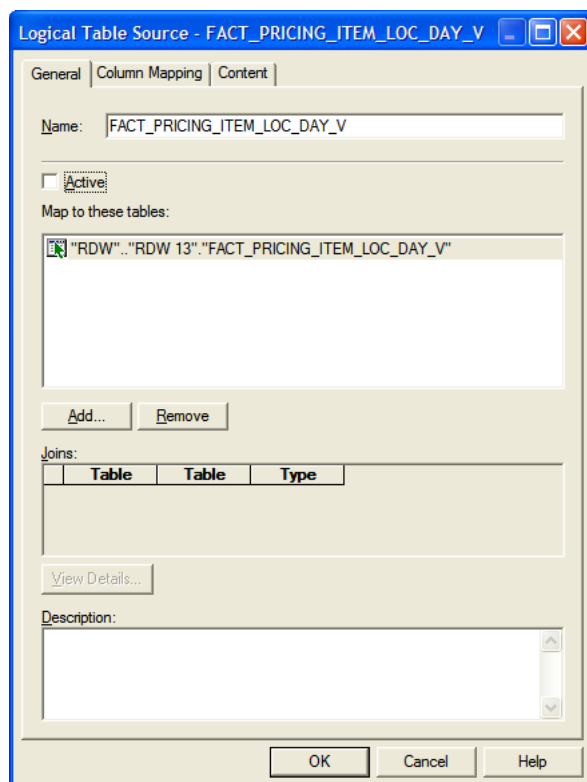 Logical Table Source - FACT_PRICING_ITEM_LOC_DAY_V
General Column Mapping Content
Name: FACT_PRICING_ITEM_LOC_DAY_V
Active
Map to these tables:
"RDW".."RDW 13"."FACT_PRICING_ITEM_LOC_DAY_V"
Add... Remove
Joins:
Table Table Type
View Details...
Description:
OK Cancel Help